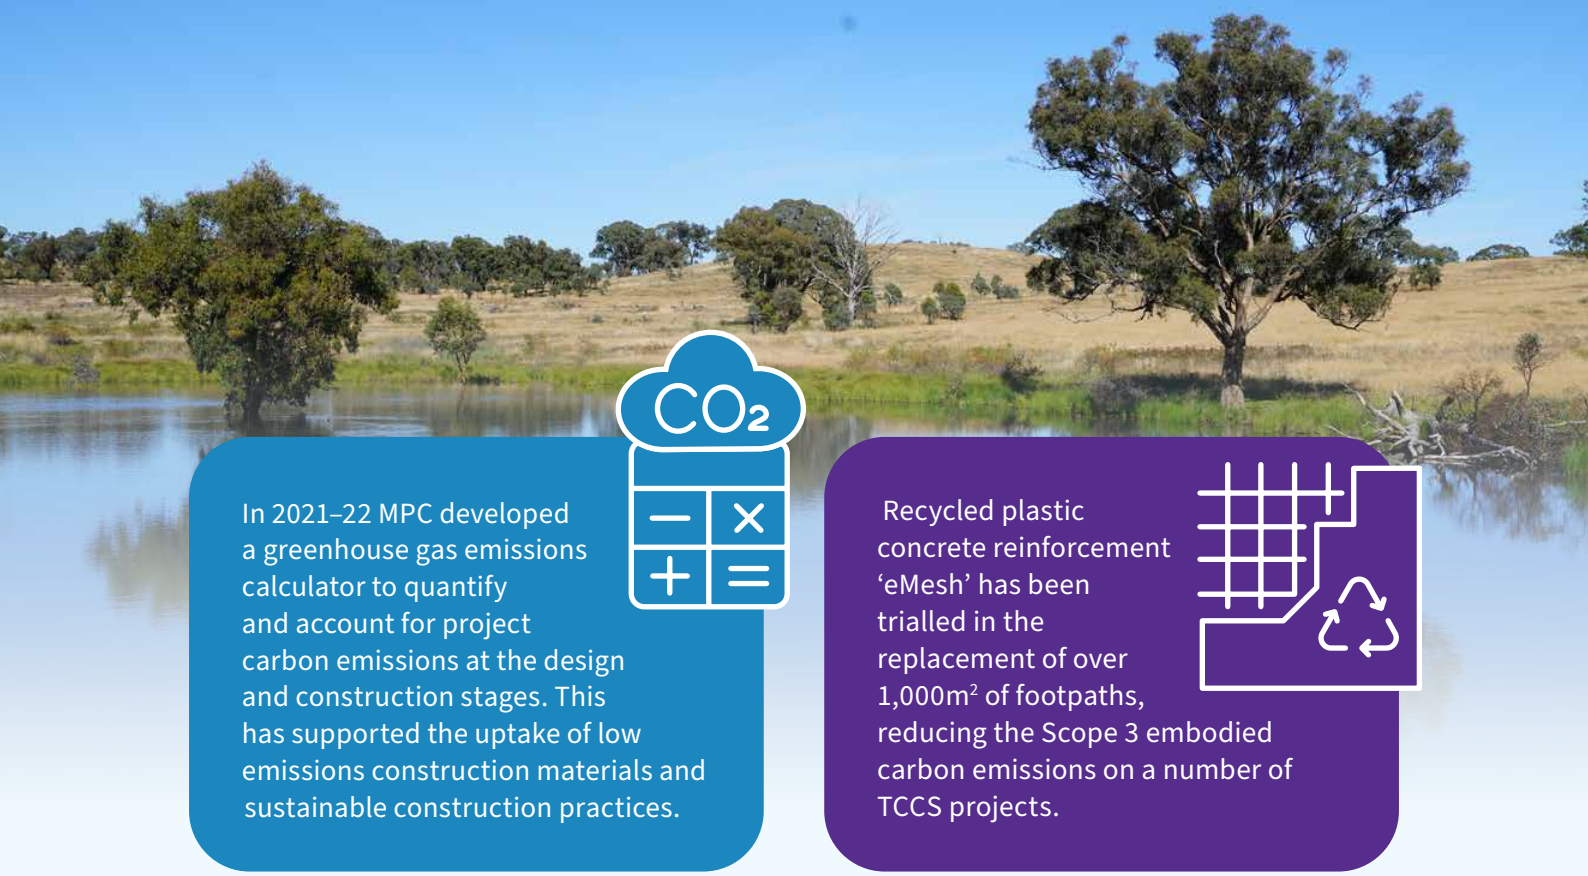 CO₂
In 2021–22 MPC developed
a greenhouse gas emissions
calculator to quantify
and account for project
carbon emissions at the design
and construction stages. This
has supported the uptake of low
emissions construction materials and
sustainable construction practices.
Recycled plastic
concrete reinforcement
‘eMesh’ has been
trialled in the
replacement of over
1,000m² of footpaths,
reducing the Scope 3 embodied
carbon emissions on a number of
TCCS projects.